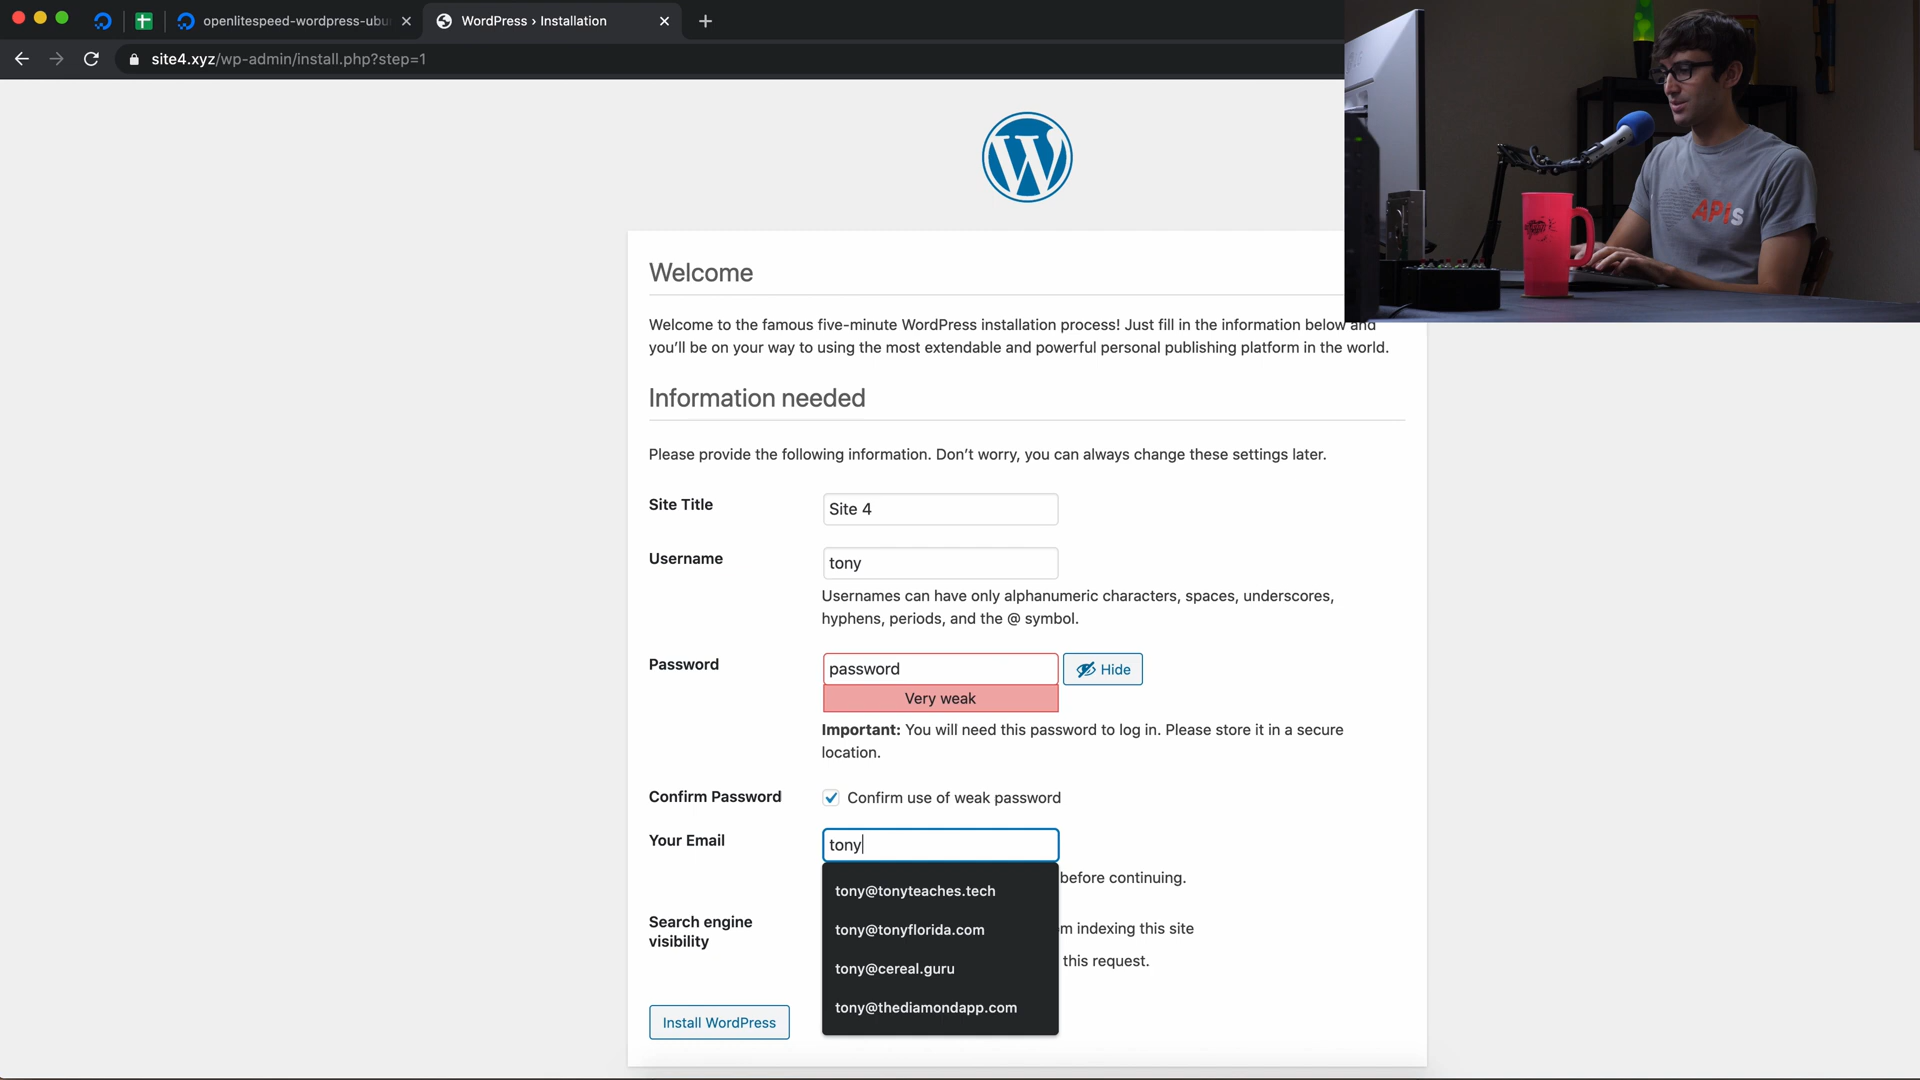 openlitespeed-wordpress-ubu
WordPress › Installation
site4.xyz/wp-admin/install.php?step=1
APIs
Welcome
Welcome to the famous five-minute WordPress installation process! Just fill in the information below and
you’ll be on your way to using the most extendable and powerful personal publishing platform in the world.
Information needed
Please provide the following information. Don’t worry, you can always change these settings later.
Site Title
Site 4
Username
tony
Usernames can have only alphanumeric characters, spaces, underscores,
hyphens, periods, and the @ symbol.
Password
password
Hide
Very weak
Important: You will need this password to log in. Please store it in a secure
location.
Confirm Password
Confirm use of weak password
Your Email
tony
before continuing.
tony@tonyteaches.tech
Search engine
visibility
om indexing this site
tony@tonyflorida.com
this request.
tony@cereal.guru
tony@thediamondapp.com
Install WordPress